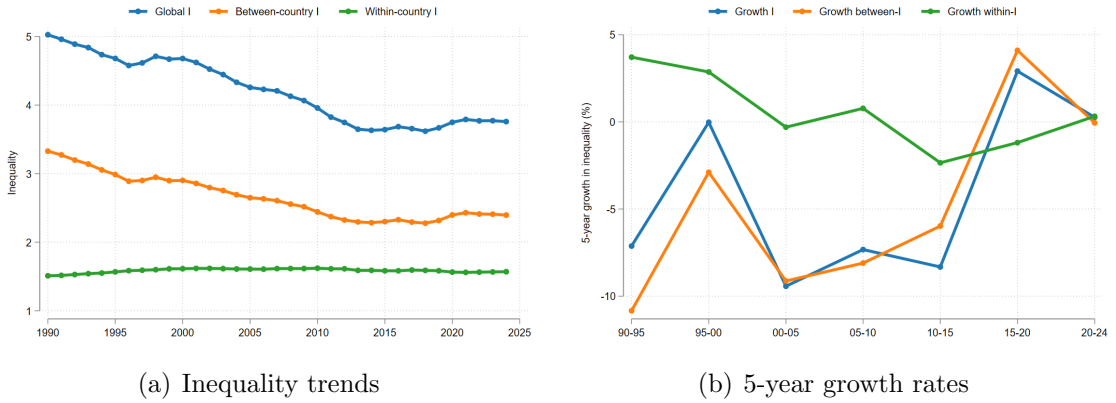 Global I Between-country I Within-country I
5
4
3
2
1
Inequality
1990 1995 2000 2005 2010 2015 2020 2025
(a) Inequality trends
Growth I Growth between-I Growth within-I
5
0
-5
-10
5-year growth in inequality (%)
90-95 95-00 00-05 05-10 10-15 15-20 20-24
(b) 5-year growth rates